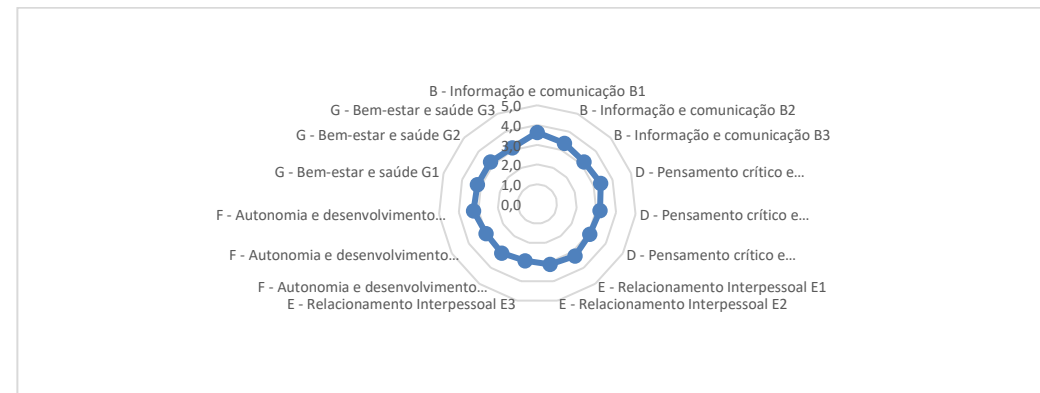 B - Informação e comunicação B1
G - Bem-estar e saúde G3
5,0
B - Informação e comunicação B2
4,0
G - Bem-estar e saúde G2
B - Informação e comunicação B3
3,0
G - Bem-estar e saúde G1
2,0
D - Pensamento crítico e...
1,0
0,0
F - Autonomia e desenvolvimento...
D - Pensamento crítico e...
F - Autonomia e desenvolvimento...
D - Pensamento crítico e...
F - Autonomia e desenvolvimento...
E - Relacionamento Interpessoal E1
E - Relacionamento Interpessoal E3
E - Relacionamento Interpessoal E2